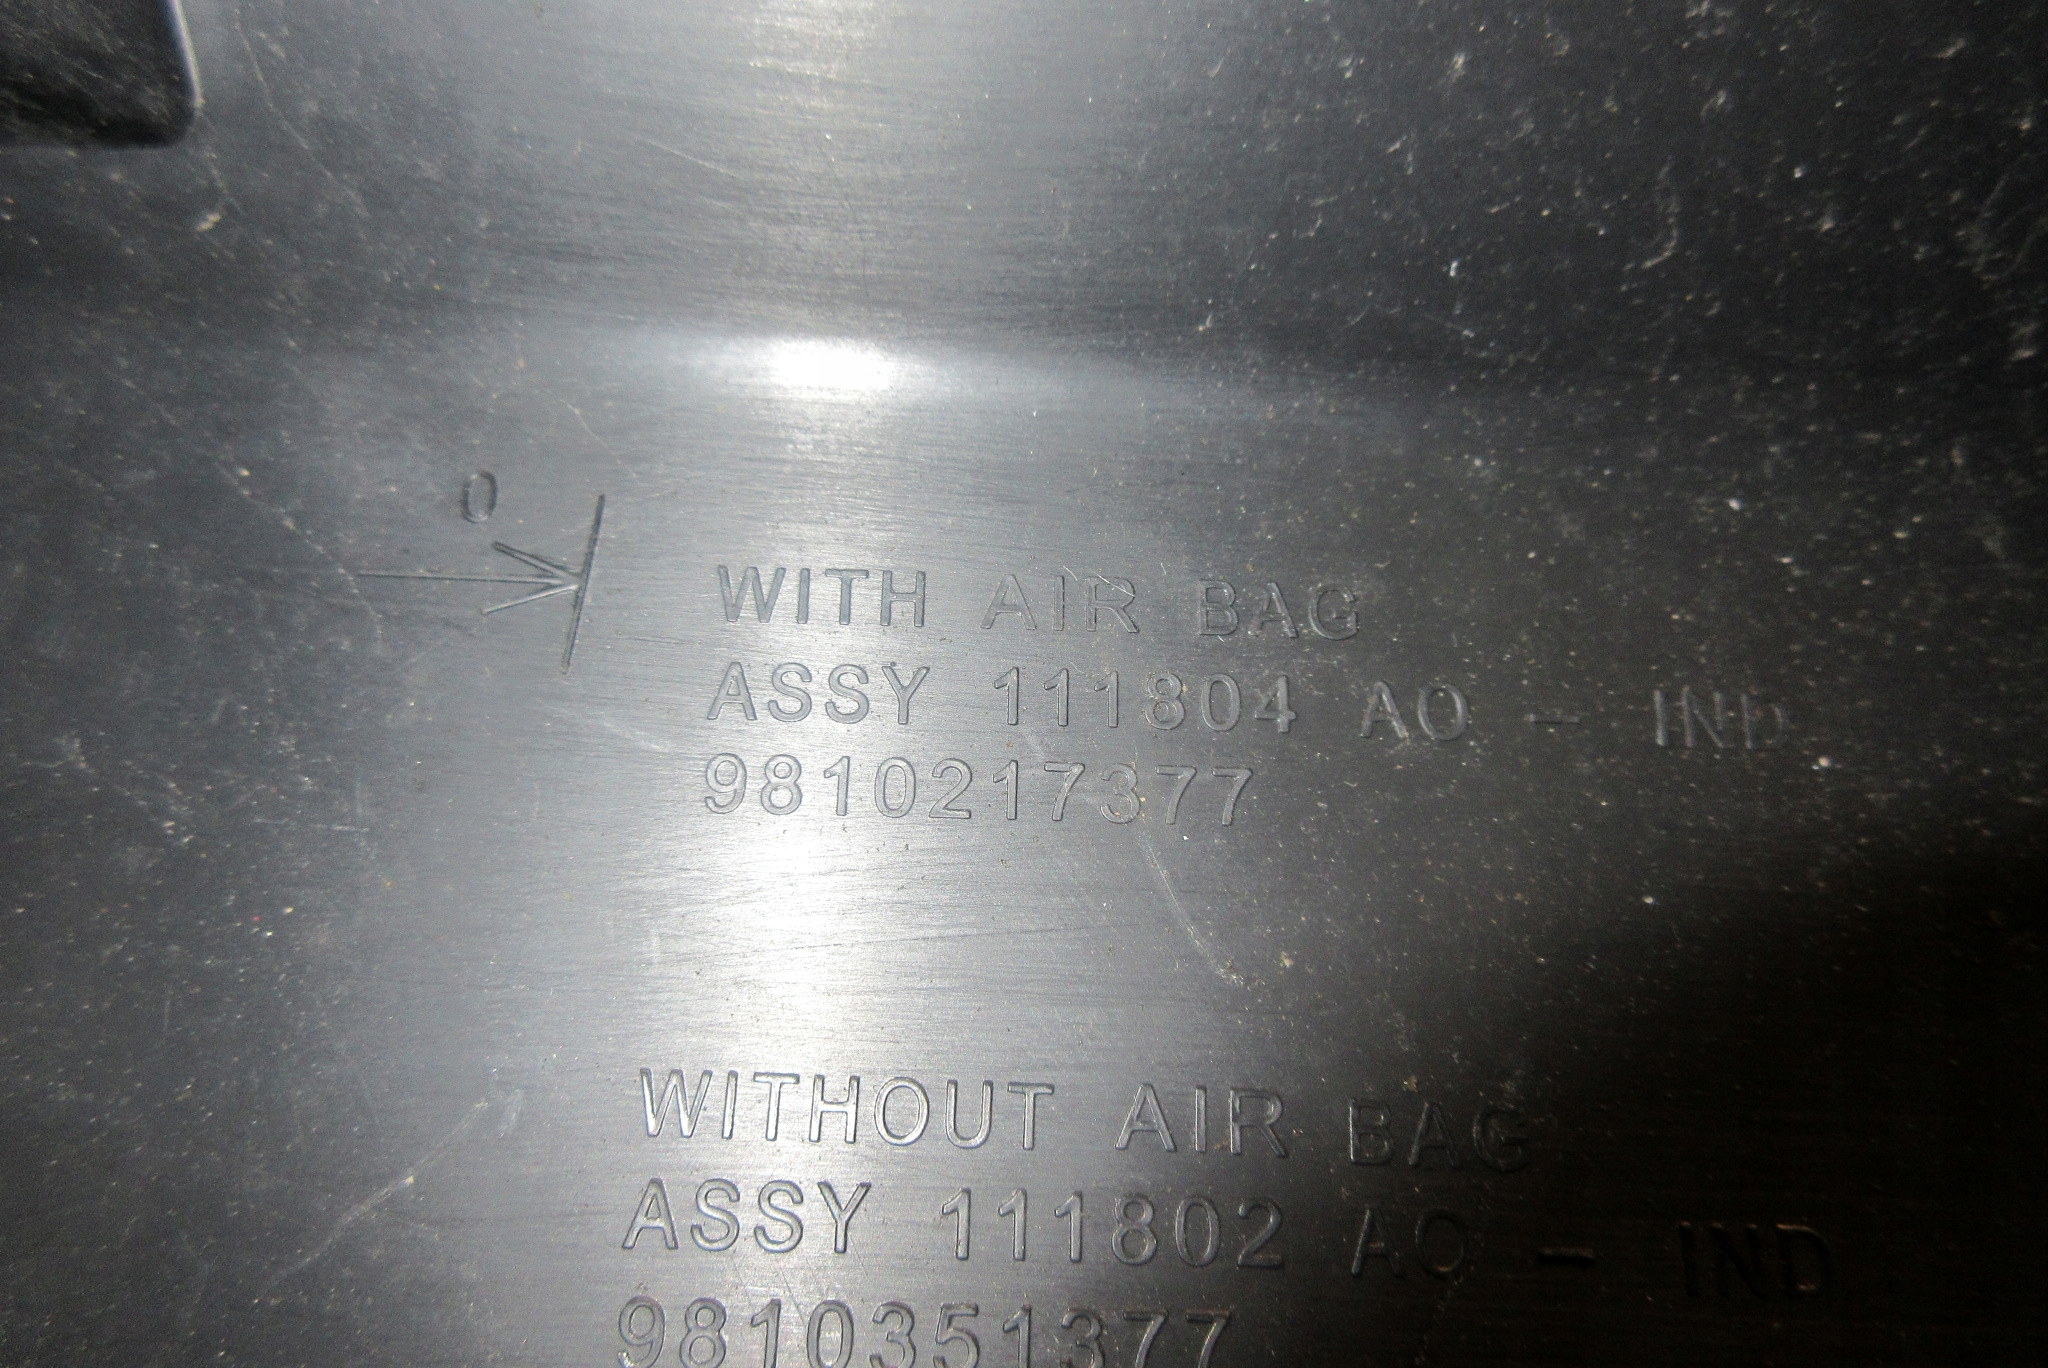 0
WITH AIR BAG
ASSY 111804 AO - IND
9810217377
WITHOUT AIR BAG
ASSY 111802 AO - IND
9810351377